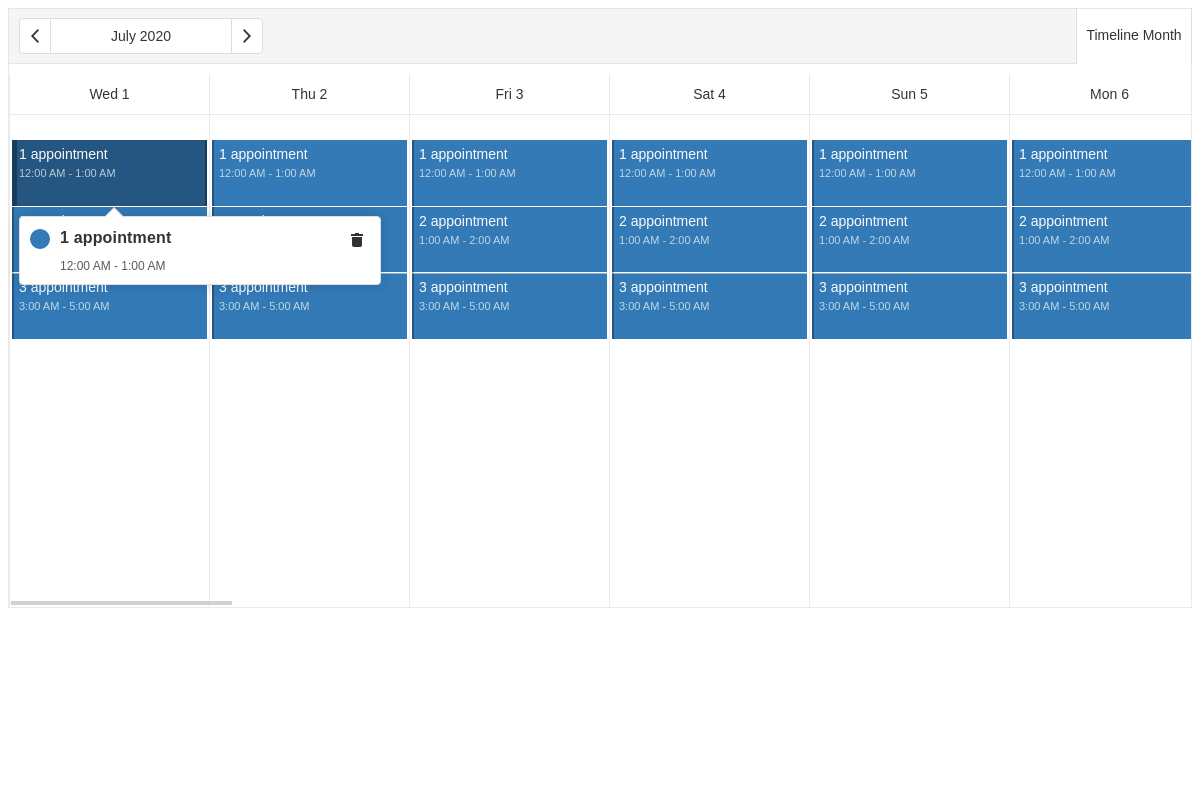 July 2020
Timeline Month
Wed 1
Thu 2
Fri 3
Sat 4
Sun 5
Mon 6
1 appointment
12:00 AM - 1:00 AM
1 appointment
12:00 AM - 1:00 AM
1 appointment
12:00 AM - 1:00 AM
1 appointment
12:00 AM - 1:00 AM
1 appointment
12:00 AM - 1:00 AM
1 appointment
12:00 AM - 1:00 AM
1 appointment
12:00 AM - 1:00 AM
2 appointment
1:00 AM - 2:00 AM
2 appointment
1:00 AM - 2:00 AM
2 appointment
1:00 AM - 2:00 AM
2 appointment
1:00 AM - 2:00 AM
3 appointment
3:00 AM - 5:00 AM
3 appointment
3:00 AM - 5:00 AM
3 appointment
3:00 AM - 5:00 AM
3 appointment
3:00 AM - 5:00 AM
3 appointment
3:00 AM - 5:00 AM
3 appointment
3:00 AM - 5:00 AM